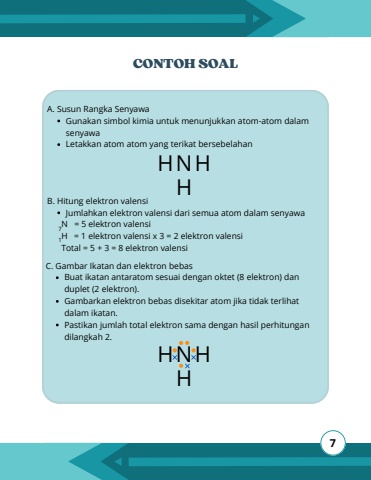 CONTOH SOAL
A. Susun Rangka Senyawa
• Gunakan simbol kimia untuk menunjukkan atom-atom dalam
senyawa
• Letakkan atom atom yang terikat bersebelahan
H N H
H
B. Hitung elektron valensi
• Jumlahkan elektron valensi dari semua atom dalam senyawa
₇N = 5 elektron valensi
₁H = 1 elektron valensi x 3 = 2 elektron valensi
Total = 5 + 3 = 8 elektron valensi
C. Gambar Ikatan dan elektron bebas
• Buat ikatan antaratom sesuai dengan oktet (8 elektron) dan
duplet (2 elektron).
• Gambarkan elektron bebas disekitar atom jika tidak terlihat
dalam ikatan.
• Pastikan jumlah total elektron sama dengan hasil perhitungan
dilangkah 2.
H N H
H
7